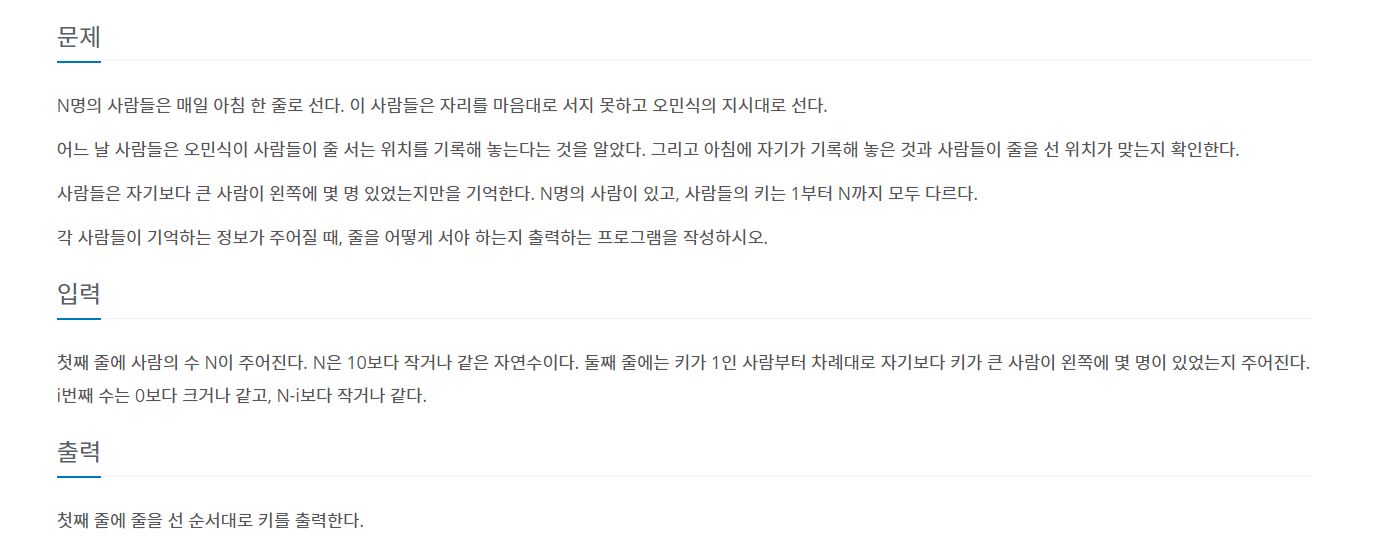 문제
N명의 사람들은 매일 아침 한 줄로 선다. 이 사람들은 자리를 마음대로 서지 못하고 오민식의 지시대로 선다.
어느 날 사람들은 오민식이 사람들이 줄 서는 위치를 기록해 놓는다는 것을 알았다. 그리고 아침에 자기가 기록해 놓은 것과 사람들이 줄을 선 위치가 맞는지 확인한다.
사람들은 자기보다 큰 사람이 왼쪽에 몇 명 있었는지만을 기억한다. N명의 사람이 있고, 사람들의 키는 1부터 N까지 모두 다르다.
각 사람들이 기억하는 정보가 주어질 때, 줄을 어떻게 서야 하는지 출력하는 프로그램을 작성하시오.
입력
첫째 줄에 사람의 수 N이 주어진다. N은 10보다 작거나 같은 자연수이다. 둘째 줄에는 키가 1인 사람부터 차례대로 자기보다 키가 큰 사람이 왼쪽에 몇 명이 있었는지 주어진다.
i번째 수는 0보다 크거나 같고, N-i보다 작거나 같다.
출력
첫째 줄에 줄을 선 순서대로 키를 출력한다.